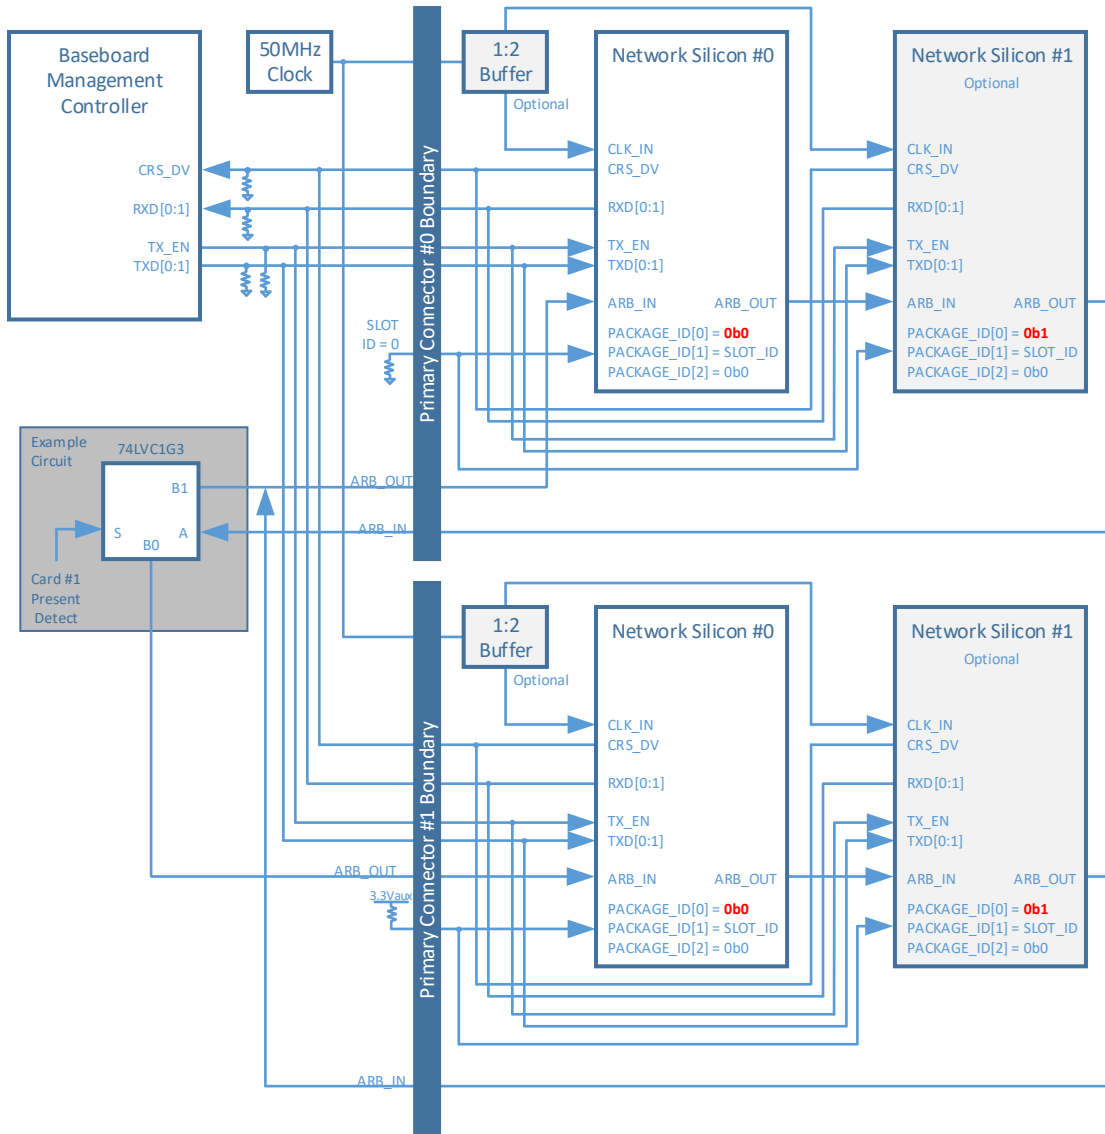 Baseboard
Management
Controller
CRS_DV
RXD[0:1]
TX_EN
TXD[0:1]
50MHz
Clock
Primary Connector #0 Boundary
1:2
Buffer
Optional
Network Silicon #0
CLK_IN
CRS_DV
RXD[0:1]
TX_EN
TXD[0:1]
ARB_IN
ARB_OUT
PACKAGE_ID[0] = 0b0
PACKAGE_ID[1] = SLOT_ID
PACKAGE_ID[2] = 0b0
Network Silicon #1
Optional
CLK_IN
CRS_DV
RXD[0:1]
TX_EN
TXD[0:1]
ARB_IN
ARB_OUT
PACKAGE_ID[0] = 0b1
PACKAGE_ID[1] = SLOT_ID
PACKAGE_ID[2] = 0b0
SLOT
ID = 0
Example
Circuit
74LVC1G3
B1
S
A
B0
Card #1
Present
Detect
ARB_OUT
ARB_IN
Primary Connector #1 Boundary
1:2
Buffer
Optional
Network Silicon #0
CLK_IN
CRS_DV
RXD[0:1]
TX_EN
TXD[0:1]
ARB_IN
ARB_OUT
PACKAGE_ID[0] = 0b0
PACKAGE_ID[1] = SLOT_ID
PACKAGE_ID[2] = 0b0
Network Silicon #1
Optional
CLK_IN
CRS_DV
RXD[0:1]
TX_EN
TXD[0:1]
ARB_IN
ARB_OUT
PACKAGE_ID[0] = 0b1
PACKAGE_ID[1] = SLOT_ID
PACKAGE_ID[2] = 0b0
ARB_OUT
3.3Vaux
ARB_IN